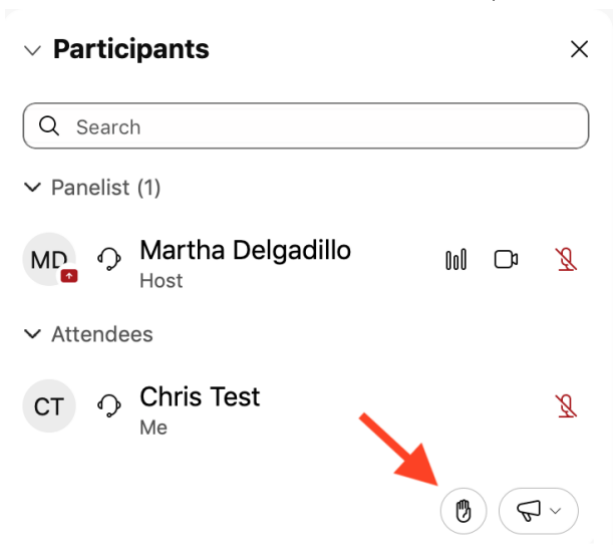 Participants
Search
Panelist (1)
MD
Martha Delgadillo
Host
Attendees
CT
Chris Test
Me